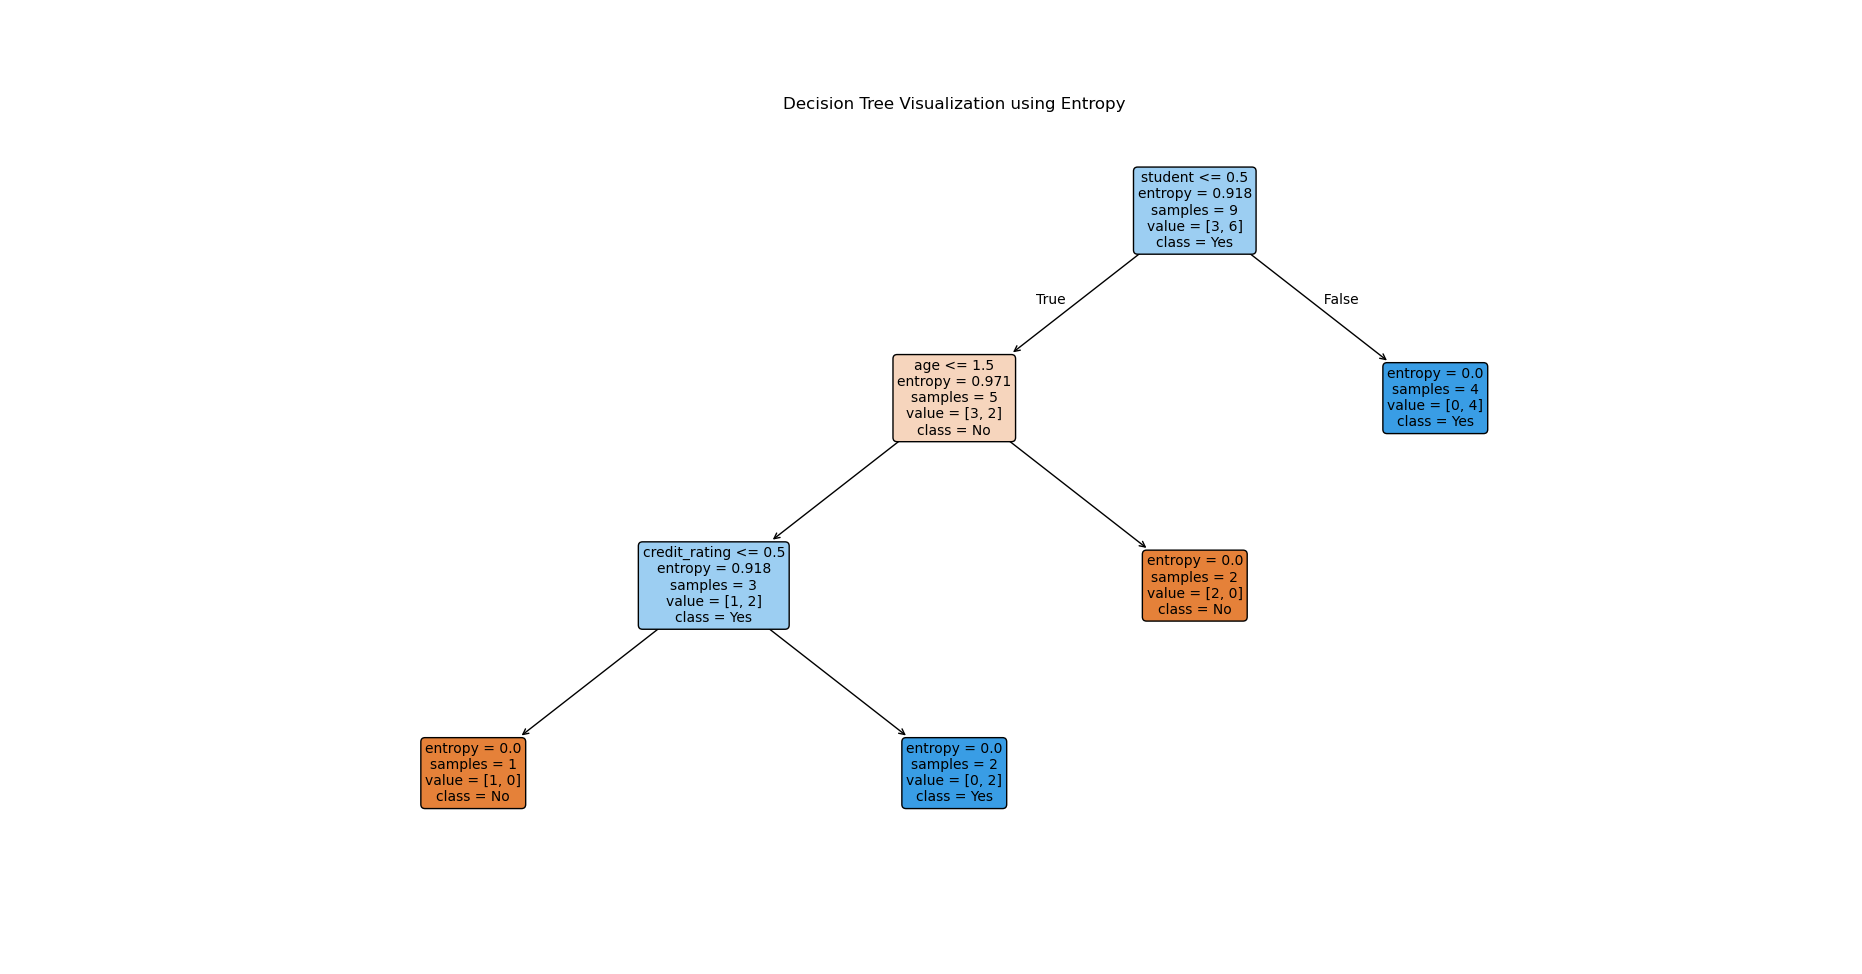 Decision Tree Visualization using Entropy
student <= 0.5
entropy = 0.918
samples = 9
value = [3, 6]
class = Yes
True
False
age <= 1.5
entropy = 0.971
samples = 5
value = [3, 2]
class = No
entropy = 0.0
samples = 4
value = [0, 4]
class = Yes
credit_rating <= 0.5
entropy = 0.918
samples = 3
value = [1, 2]
class = Yes
entropy = 0.0
samples = 2
value = [2, 0]
class = No
entropy = 0.0
samples = 1
value = [1, 0]
class = No
entropy = 0.0
samples = 2
value = [0, 2]
class = Yes